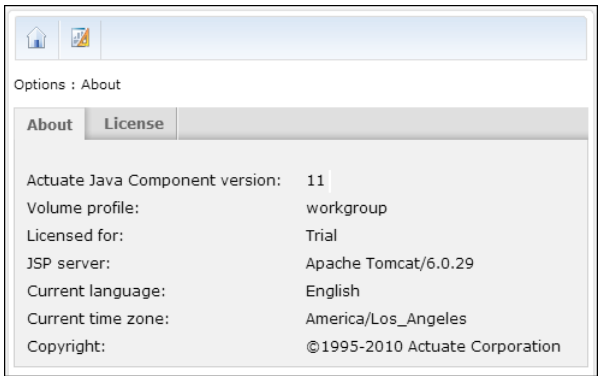 Options : About
About License
Actuate Java Component version: 11
Volume profile: workgroup
Licensed for: Trial
JSP server: Apache Tomcat/6.0.29
Current language: English
Current time zone: America/Los_Angeles
Copyright: ©1995-2010 Actuate Corporation